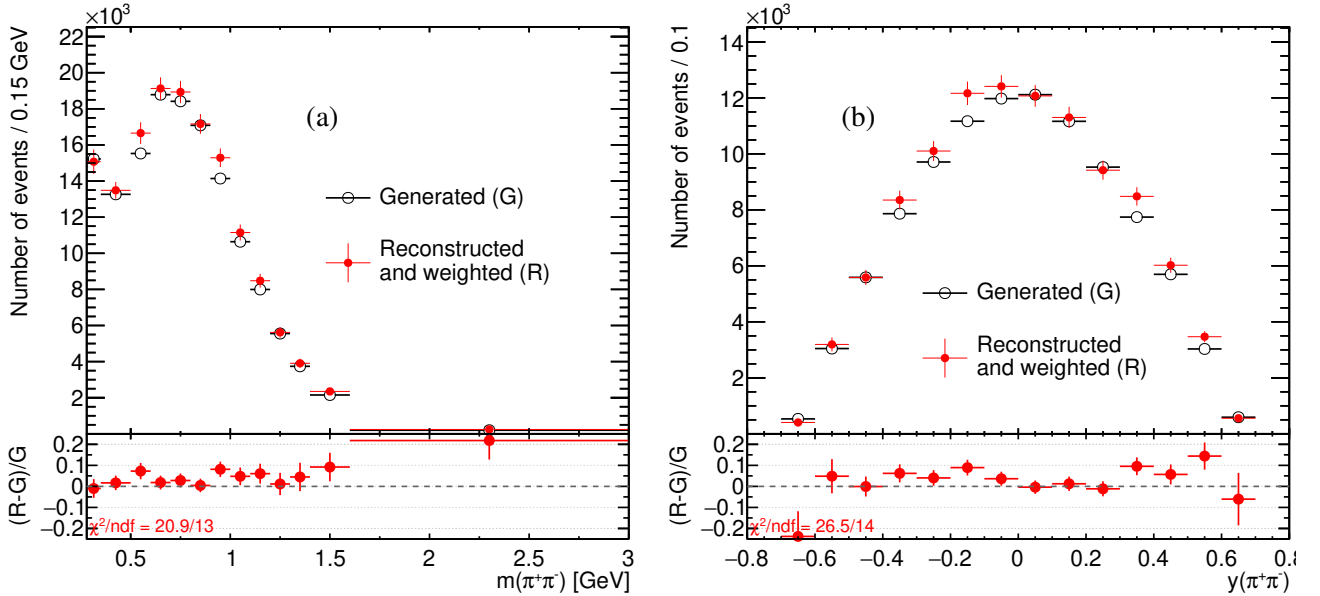 ×10³
Number of events / 0.15 GeV
22
20
18
16
14
12
10
8
6
4
2
(a)
Generated (G)
Reconstructed
and weighted (R)
(R-G)/G
0.2
0.1
0
−0.1
−0.2
χ²/ndf = 20.9/13
0.5 1 1.5 2 2.5 3
m(π⁺π⁻) [GeV]
×10³
Number of events / 0.1
14
12
10
8
6
4
2
(b)
Generated (G)
Reconstructed
and weighted (R)
(R-G)/G
0.2
0.1
0
−0.1
−0.2
χ²/ndf = 26.5/14
−0.8 −0.6 −0.4 −0.2 0 0.2 0.4 0.6 0.8
y(π⁺π⁻)